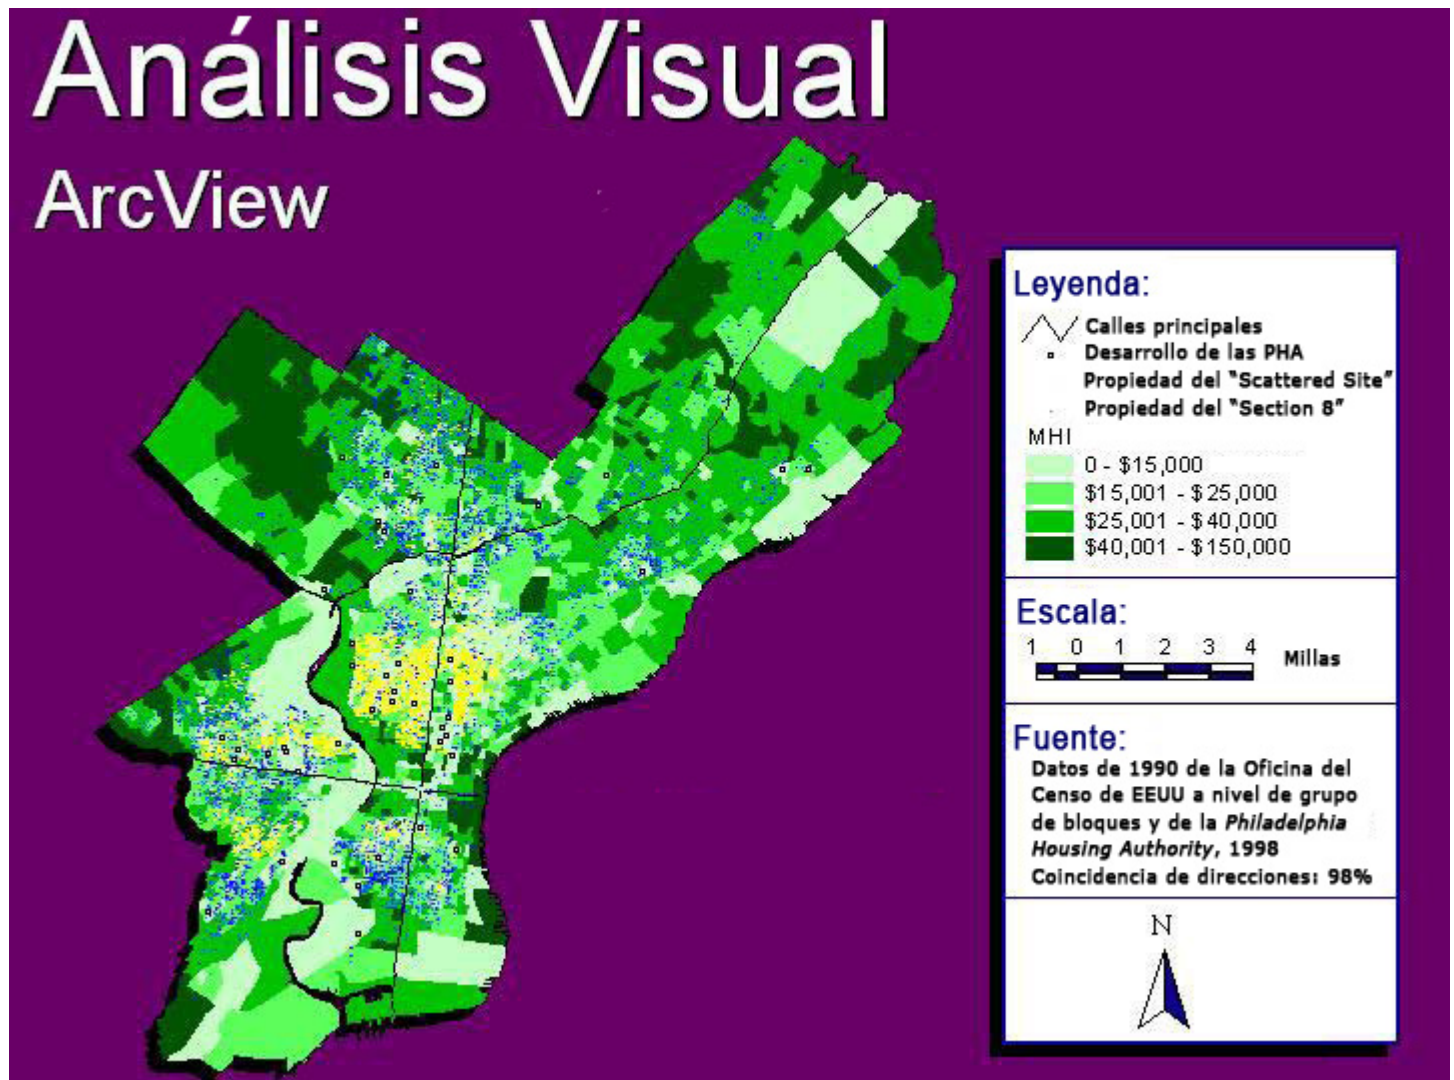 Análisis Visual
ArcView
Leyenda:
Calles principales
Desarrollo de las PHA
Propiedad del “Scattered Site”
Propiedad del “Section 8”
MHI
0 - $15,000
$15,001 - $25,000
$25,001 - $40,000
$40,001 - $150,000
Escala:
1 0 1 2 3 4
Millas
Fuente:
Datos de 1990 de la Oficina del
Censo de EEUU a nivel de grupo
de bloques y de la Philadelphia
Housing Authority, 1998
Coincidencia de direcciones: 98%
N